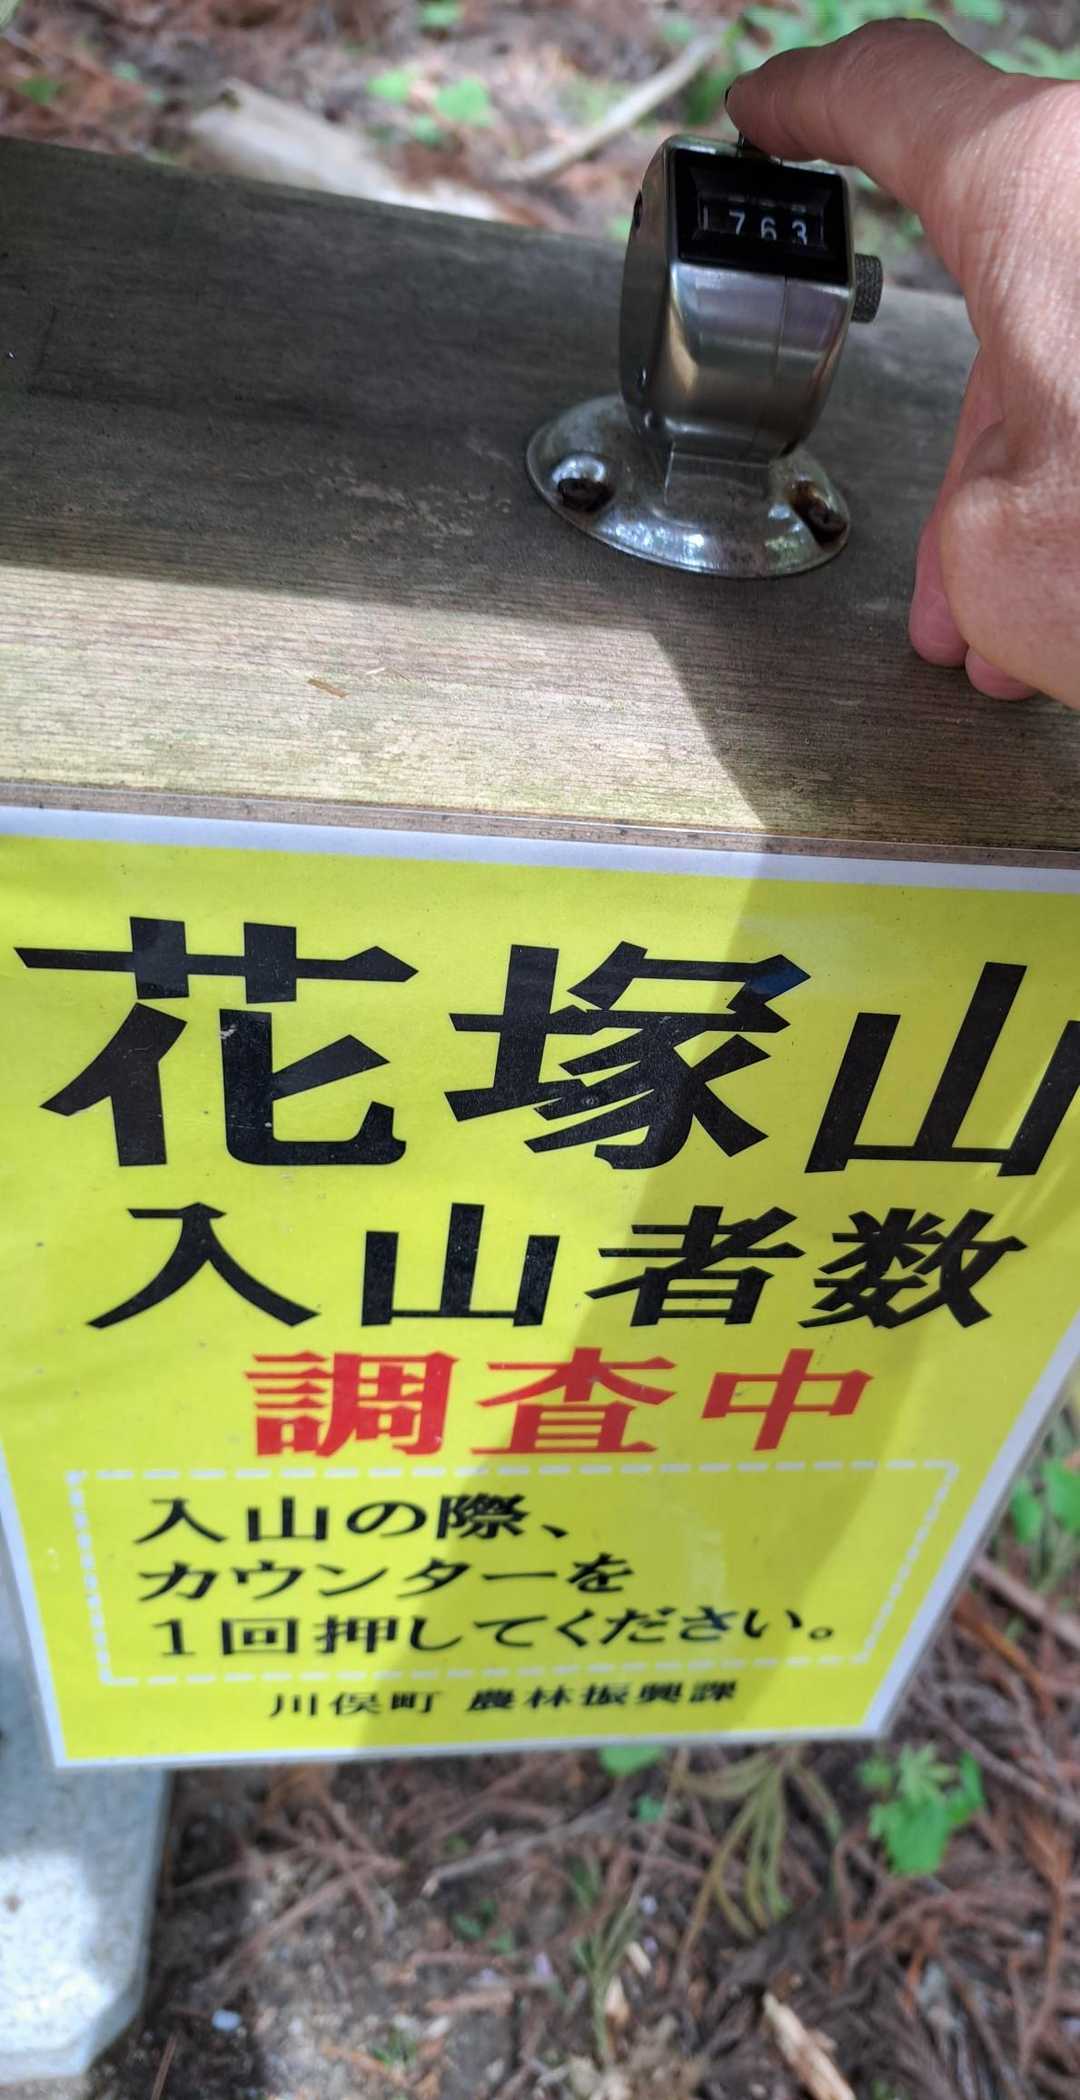 1763
花塚山
入山者数
調査中
入山の際、
カウンターを
1回押してください。
川俣町 農林振興課